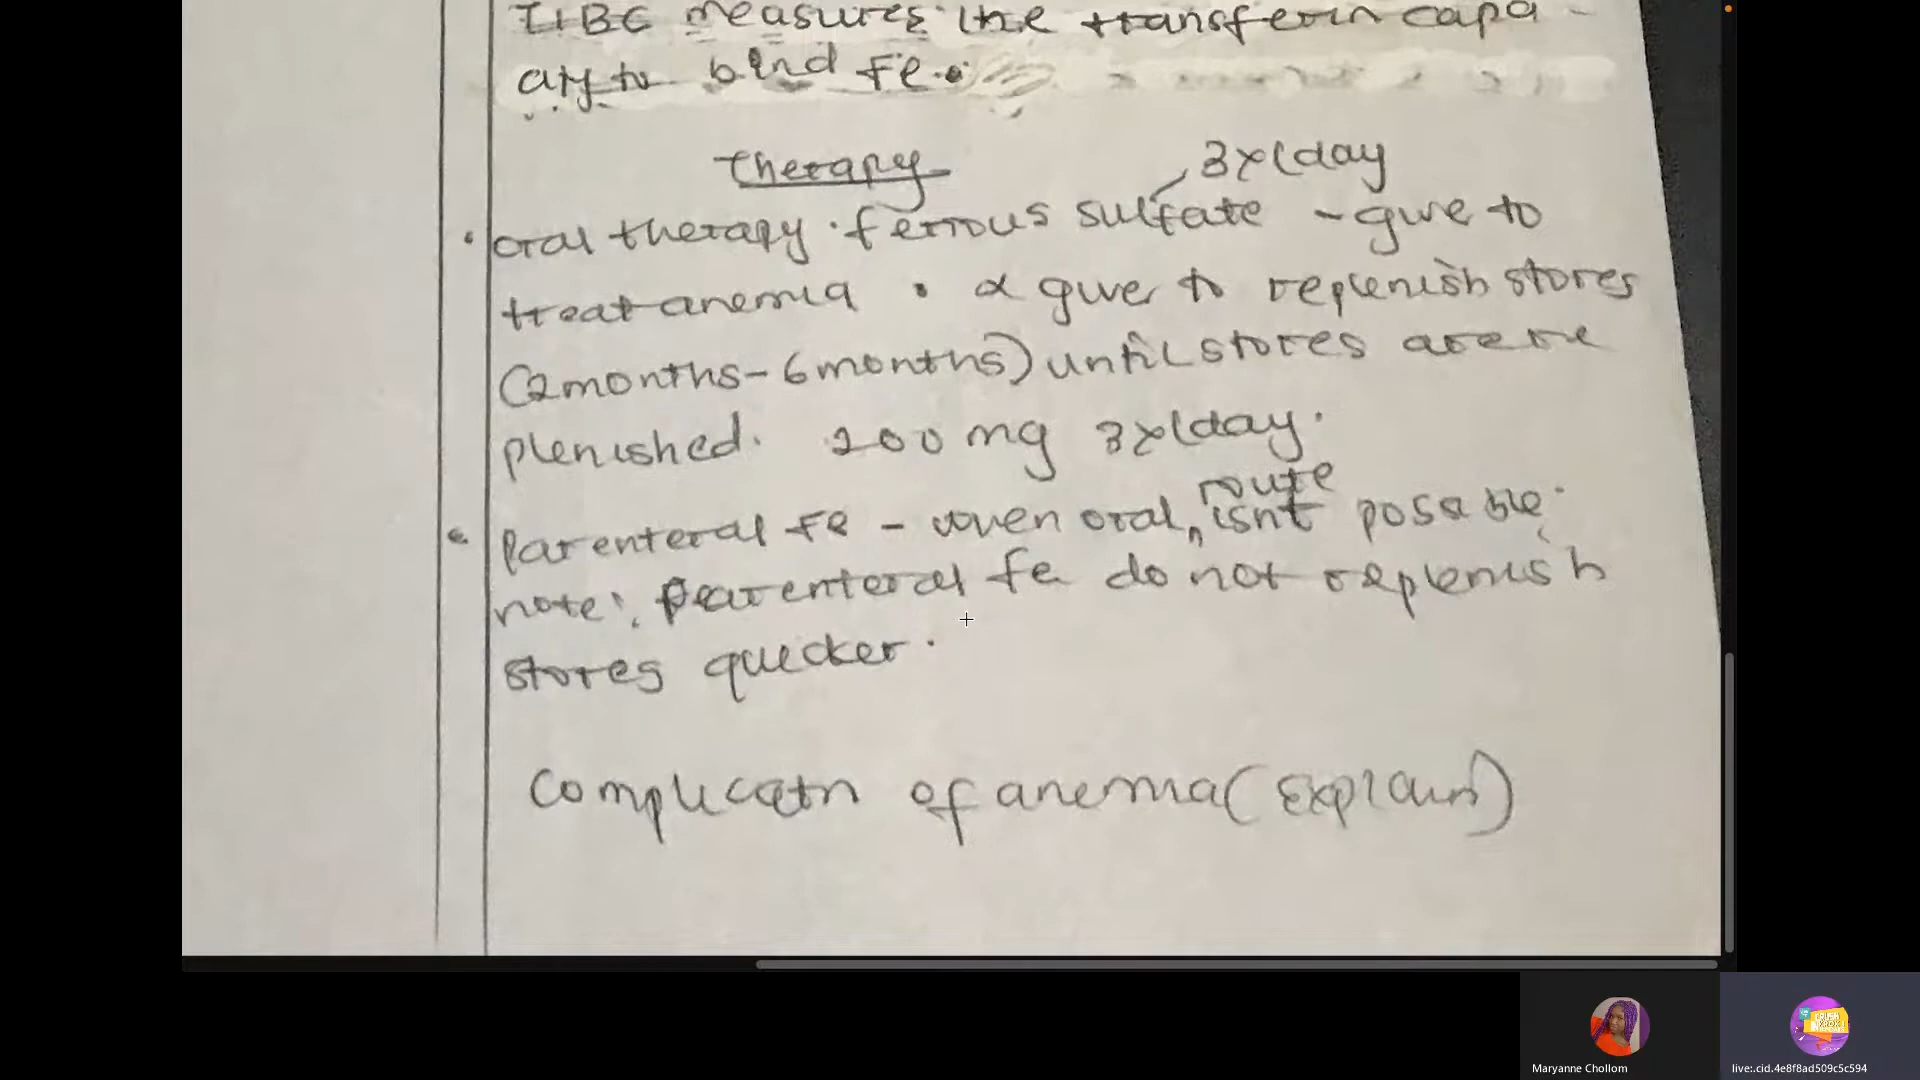 TIBC measures the transferin capa -
city to bind Fe.
Therapy
3x/day
oral therapy. ferrous sulfate - give to
treat anemia . & give to replenish stores
(2months-6months) until stores are re
plenished. 200mg 3x/day.
route
Parenteral Fe - when oral, isnt possible.
note: Parenteral fe do not replenish
stores quicker.
complicatn of anemia (Explain)
Maryanne Chollom
live:.cid.4e8f8ad509c5c594